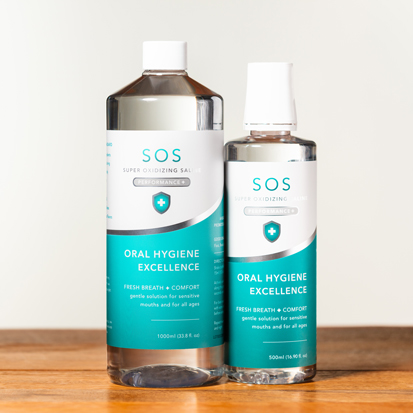 SOS
SUPER OXIDIZING
PERFORMANCE +
ORAL HYGIENE
EXCELLENCE
FRESH BREATH + COMFORT
gentle solution for sensitive
mouths and for all ages
1000ml (33.8 fl. oz)
SOS
SUPER OXIDIZING
PERFORMANCE +
ORAL HYGIENE
EXCELLENCE
FRESH BREATH + COMFORT
gentle solution for sensitive
mouths and for all ages
500ml (16.90 fl. oz)